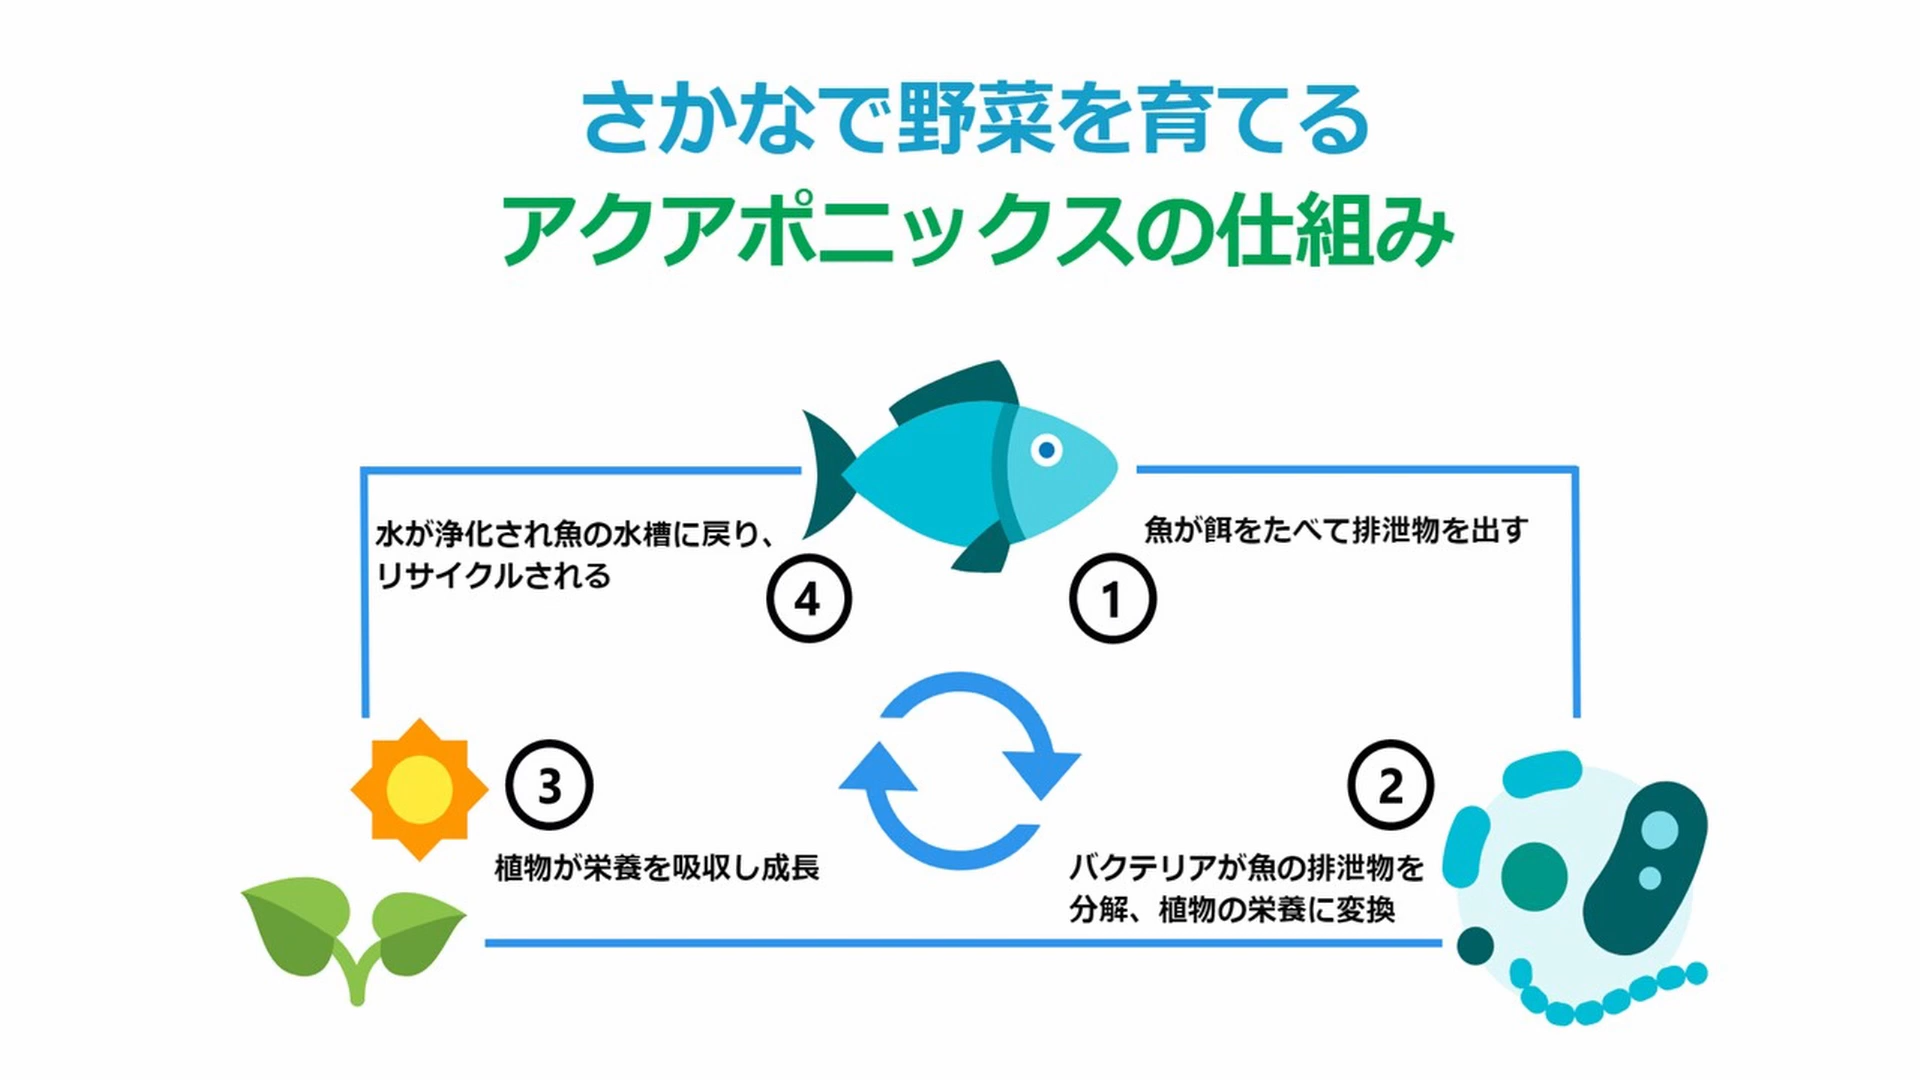 さかなで野菜を育てる
アクアポニックスの仕組み
魚が餌をたべて排泄物を出す
1
2
バクテリアが魚の排泄物を
分解、植物の栄養に変換
3
植物が栄養を吸収し成長
水が浄化され魚の水槽に戻り、
リサイクルされる
4